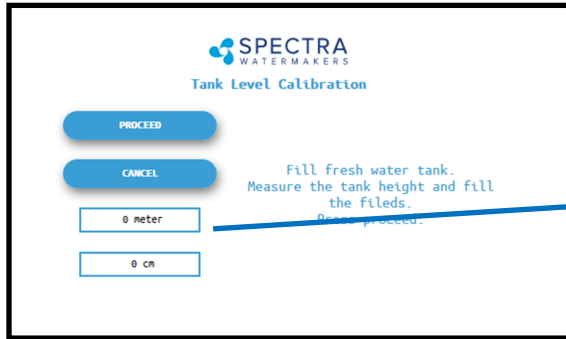 SPECTRA
WATERMAKERS
Tank Level Calibration
PROCEED
CANCEL
Fill fresh water tank.
Measure the tank height and fill
the fileds.
Press proceed.
0 meter
0 cm